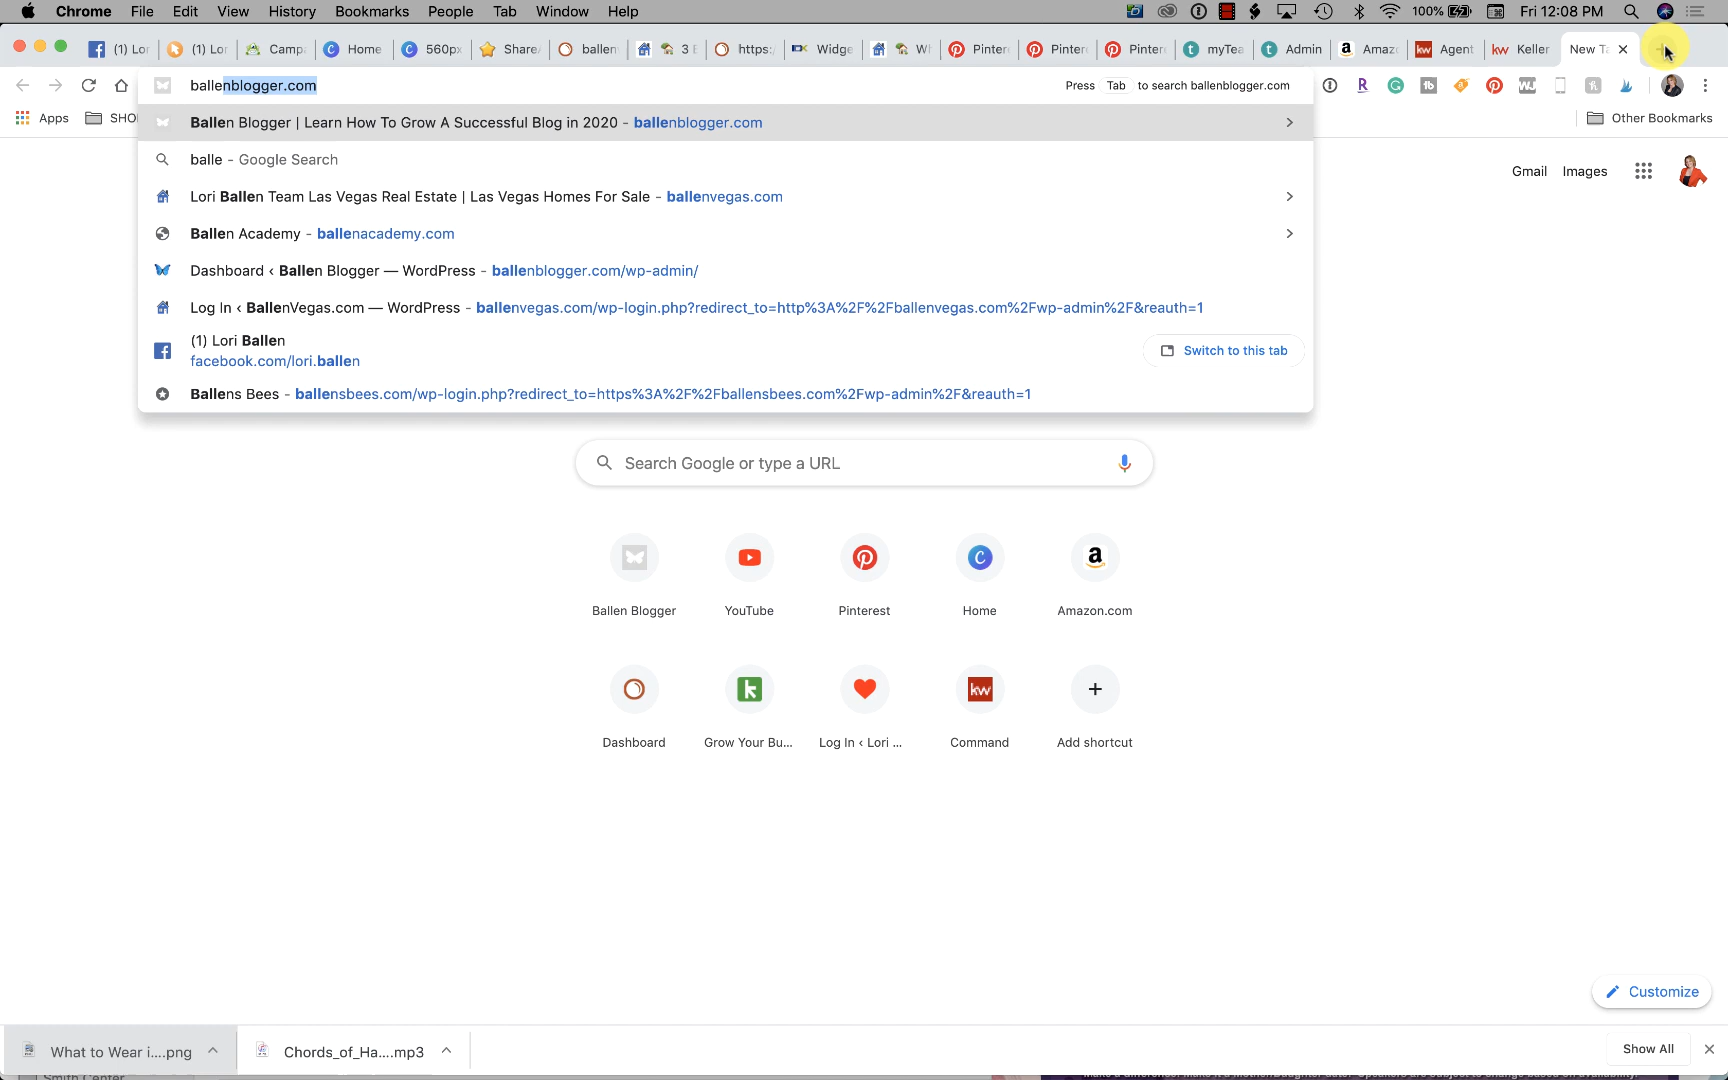 Chrome File Edit View History Bookmarks People Tab Window Help 100% Fri 12:08 PM
(1) Lor (1) Lor Camp Home 560px Share ballen 3 E https:/ Widge Wh Pinter Pinter Pinter myTea Admin Amaz Agent Keller New Ta
ballenblogger.com Press Tab to search ballenblogger.com
Apps SHO Other Bookmarks
Ballen Blogger | Learn How To Grow A Successful Blog in 2020 - ballenblogger.com
balle - Google Search
Gmail Images
Lori Ballen Team Las Vegas Real Estate | Las Vegas Homes For Sale - ballenvegas.com
Ballen Academy - ballenacademy.com
Dashboard ‹ Ballen Blogger — WordPress - ballenblogger.com/wp-admin/
Log In ‹ BallenVegas.com — WordPress - ballenvegas.com/wp-login.php?redirect_to=http%3A%2F%2Fballenvegas.com%2Fwp-admin%2F&reauth=1
(1) Lori Ballen
facebook.com/lori.ballen
Switch to this tab
Ballens Bees - ballensbees.com/wp-login.php?redirect_to=https%3A%2F%2Fballensbees.com%2Fwp-admin%2F&reauth=1
Search Google or type a URL
Ballen Blogger YouTube Pinterest Home Amazon.com
Dashboard Grow Your Bu... Log In ‹ Lori ... Command Add shortcut
Customize
What to Wear i....png Chords_of_Ha....mp3 Show All
Smith Center